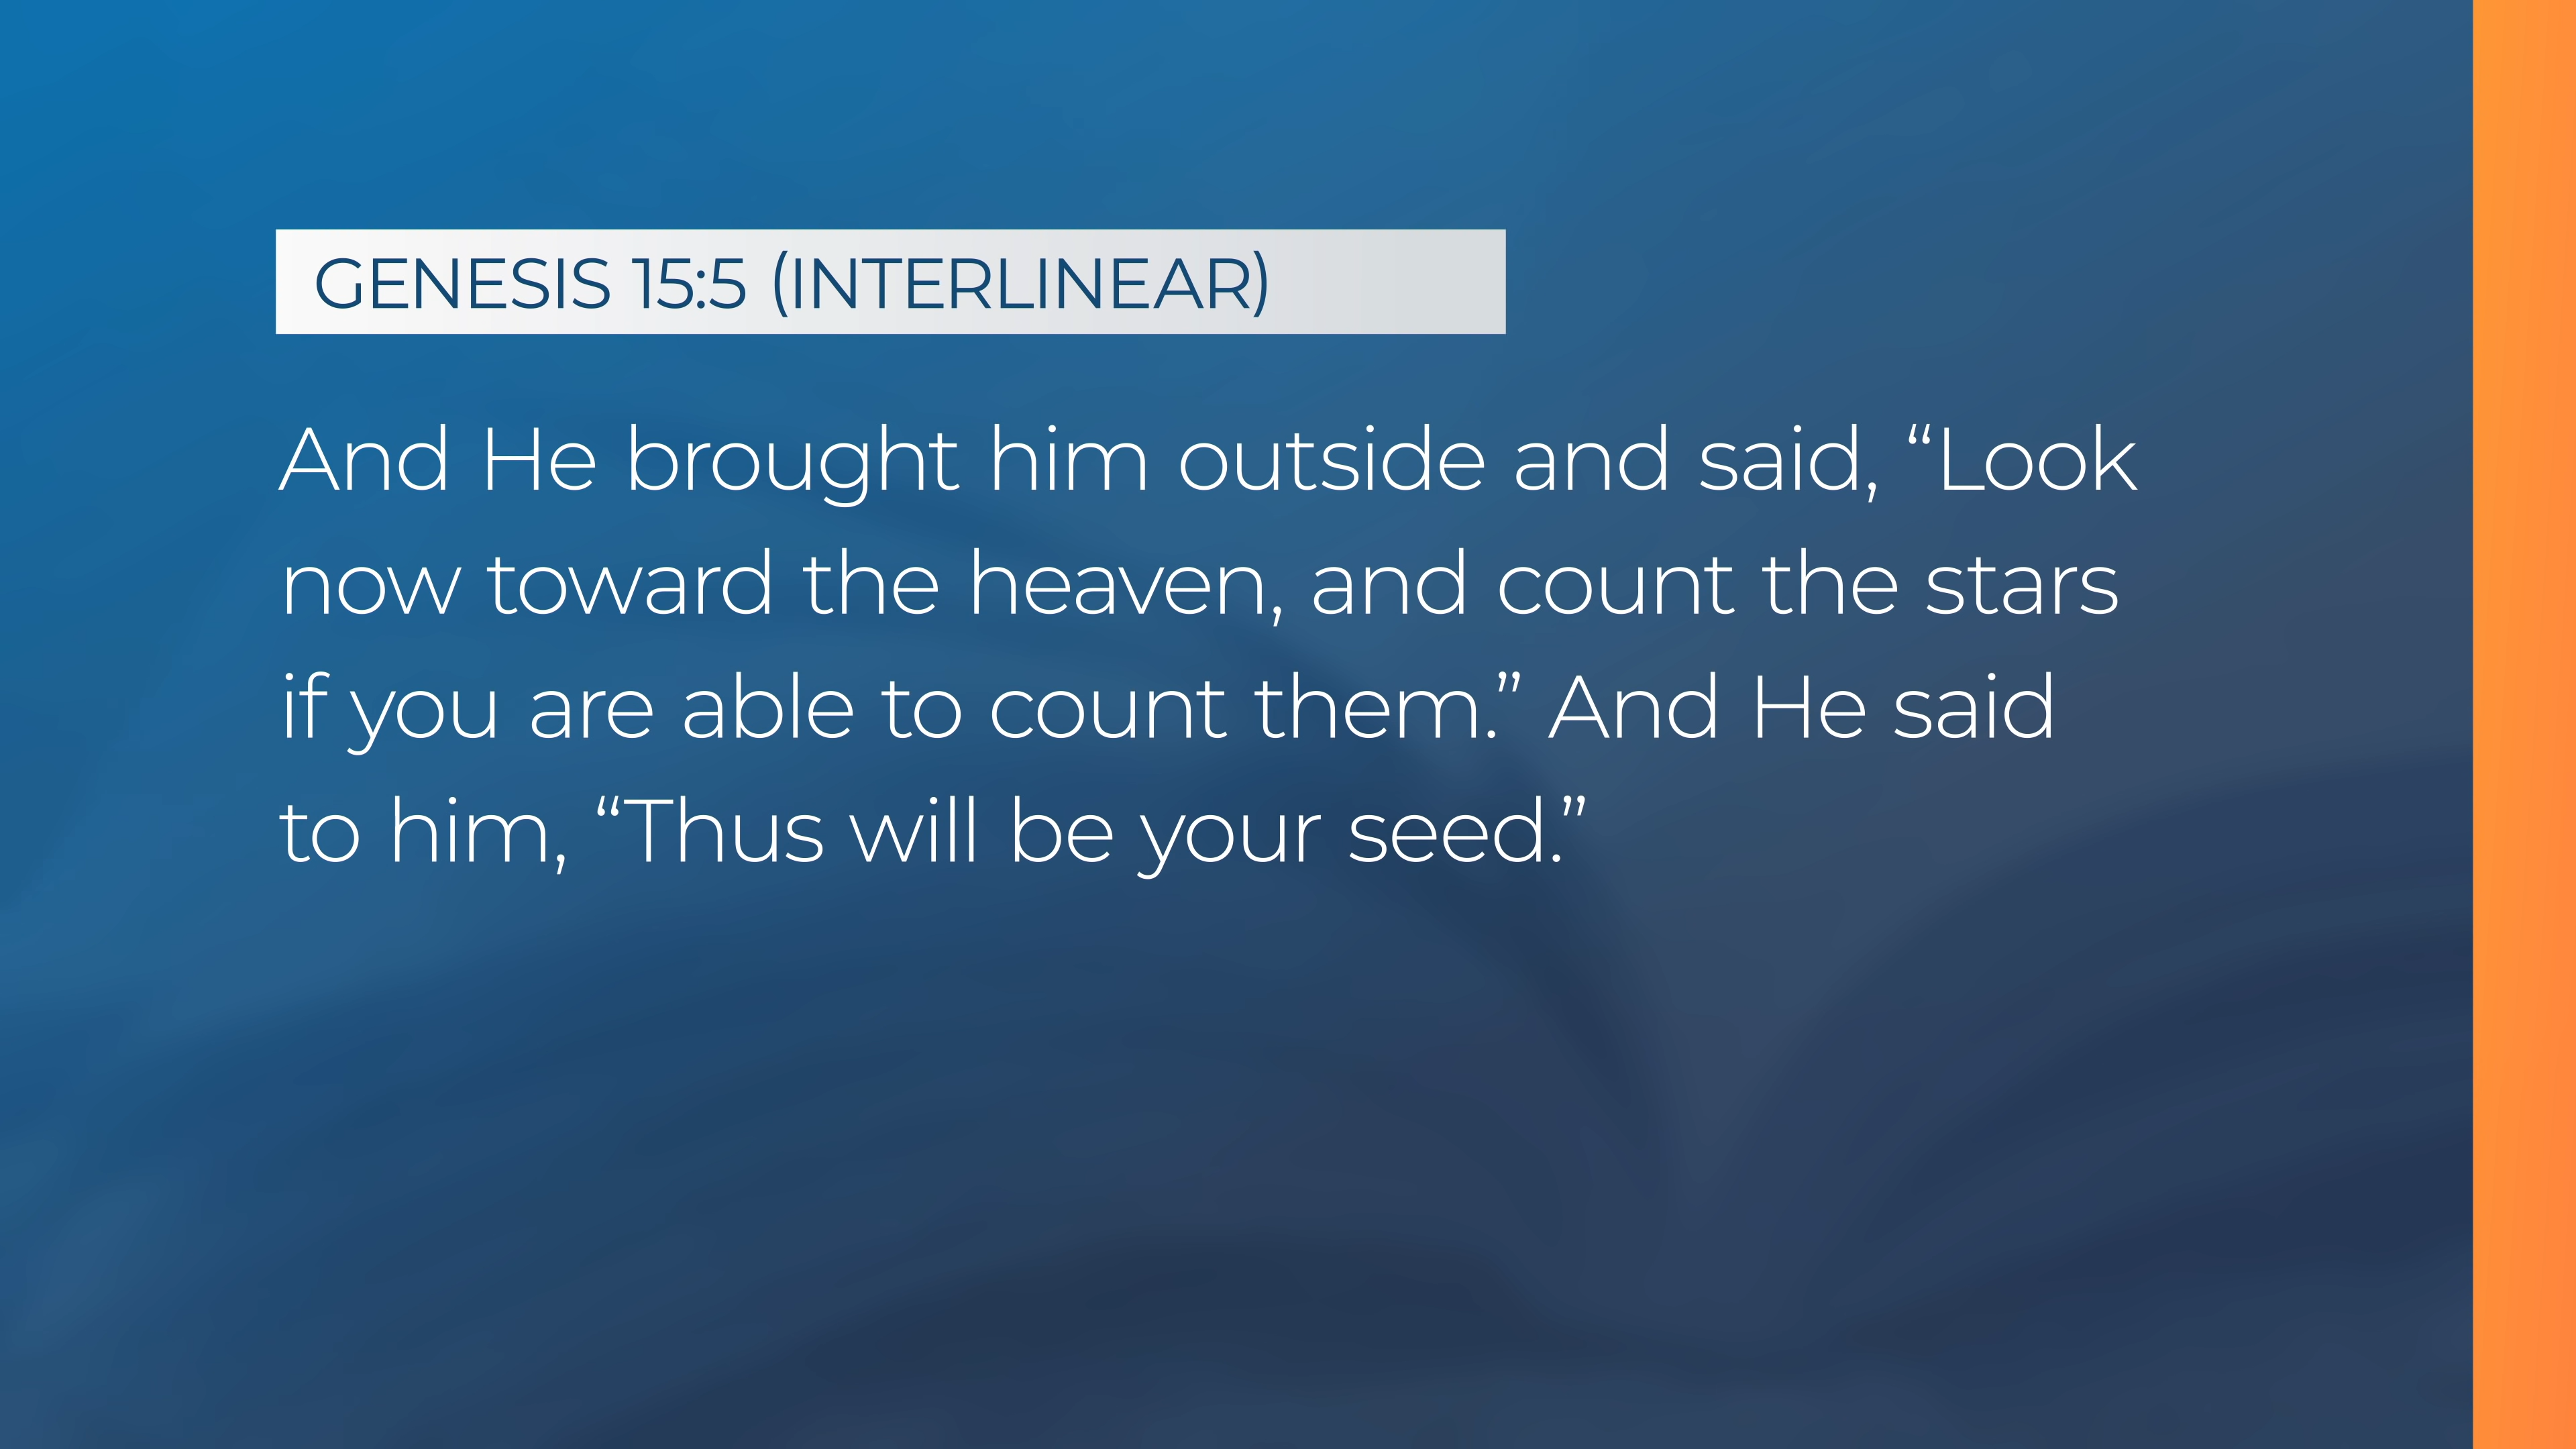 GENESIS 15:5 (INTERLINEAR)
And He brought him outside and said, “Look
now toward the heaven, and count the stars
if you are able to count them.” And He said
to him, “Thus will be your seed.”